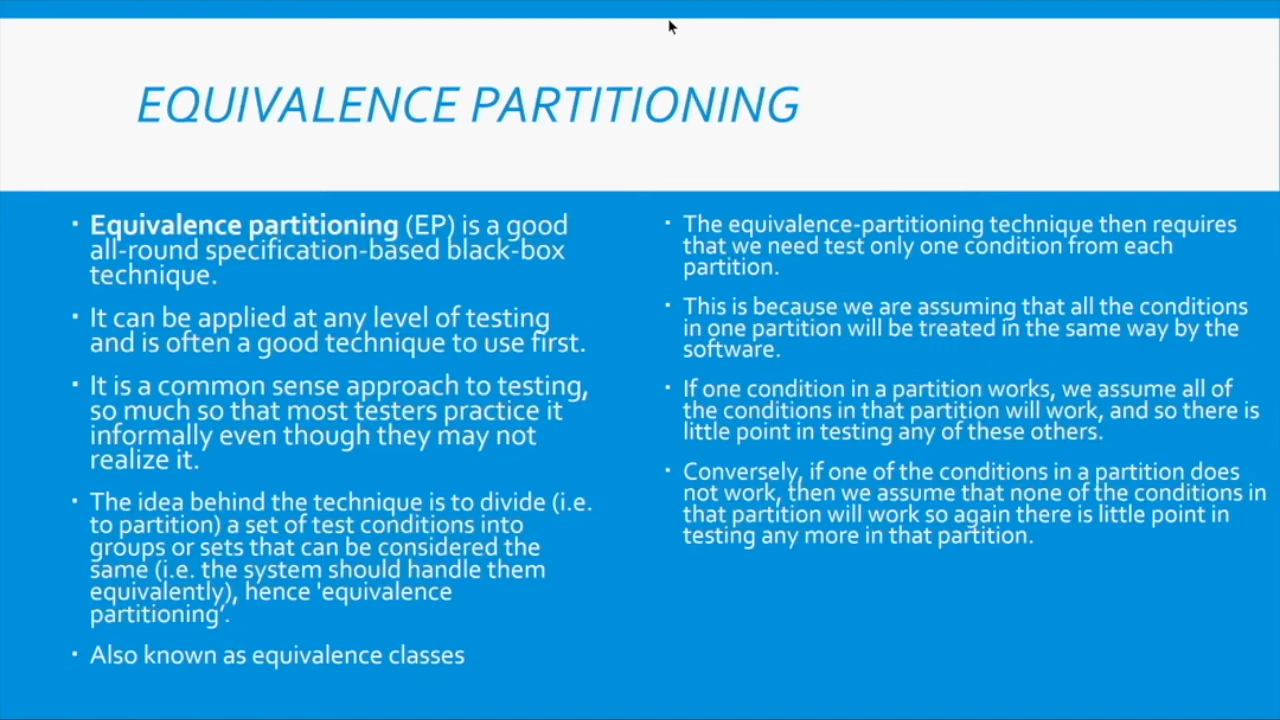 EQUIVALENCE PARTITIONING
▪ Equivalence partitioning (EP) is a good
all-round specification-based black-box
technique.
▪ It can be applied at any level of testing
and is often a good technique to use first.
▪ It is a common sense approach to testing,
so much so that most testers practice it
informally even though they may not
realize it.
▪ The idea behind the technique is to divide (i.e.
to partition) a set of test conditions into
groups or sets that can be considered the
same (i.e. the system should handle them
equivalently), hence 'equivalence
partitioning’.
▪ Also known as equivalence classes
▪ The equivalence-partitioning technique then requires
that we need test only one condition from each
partition.
▪ This is because we are assuming that all the conditions
in one partition will be treated in the same way by the
software.
▪ If one condition in a partition works, we assume all of
the conditions in that partition will work, and so there is
little point in testing any of these others.
▪ Conversely, if one of the conditions in a partition does
not work, then we assume that none of the conditions in
that partition will work so again there is little point in
testing any more in that partition.